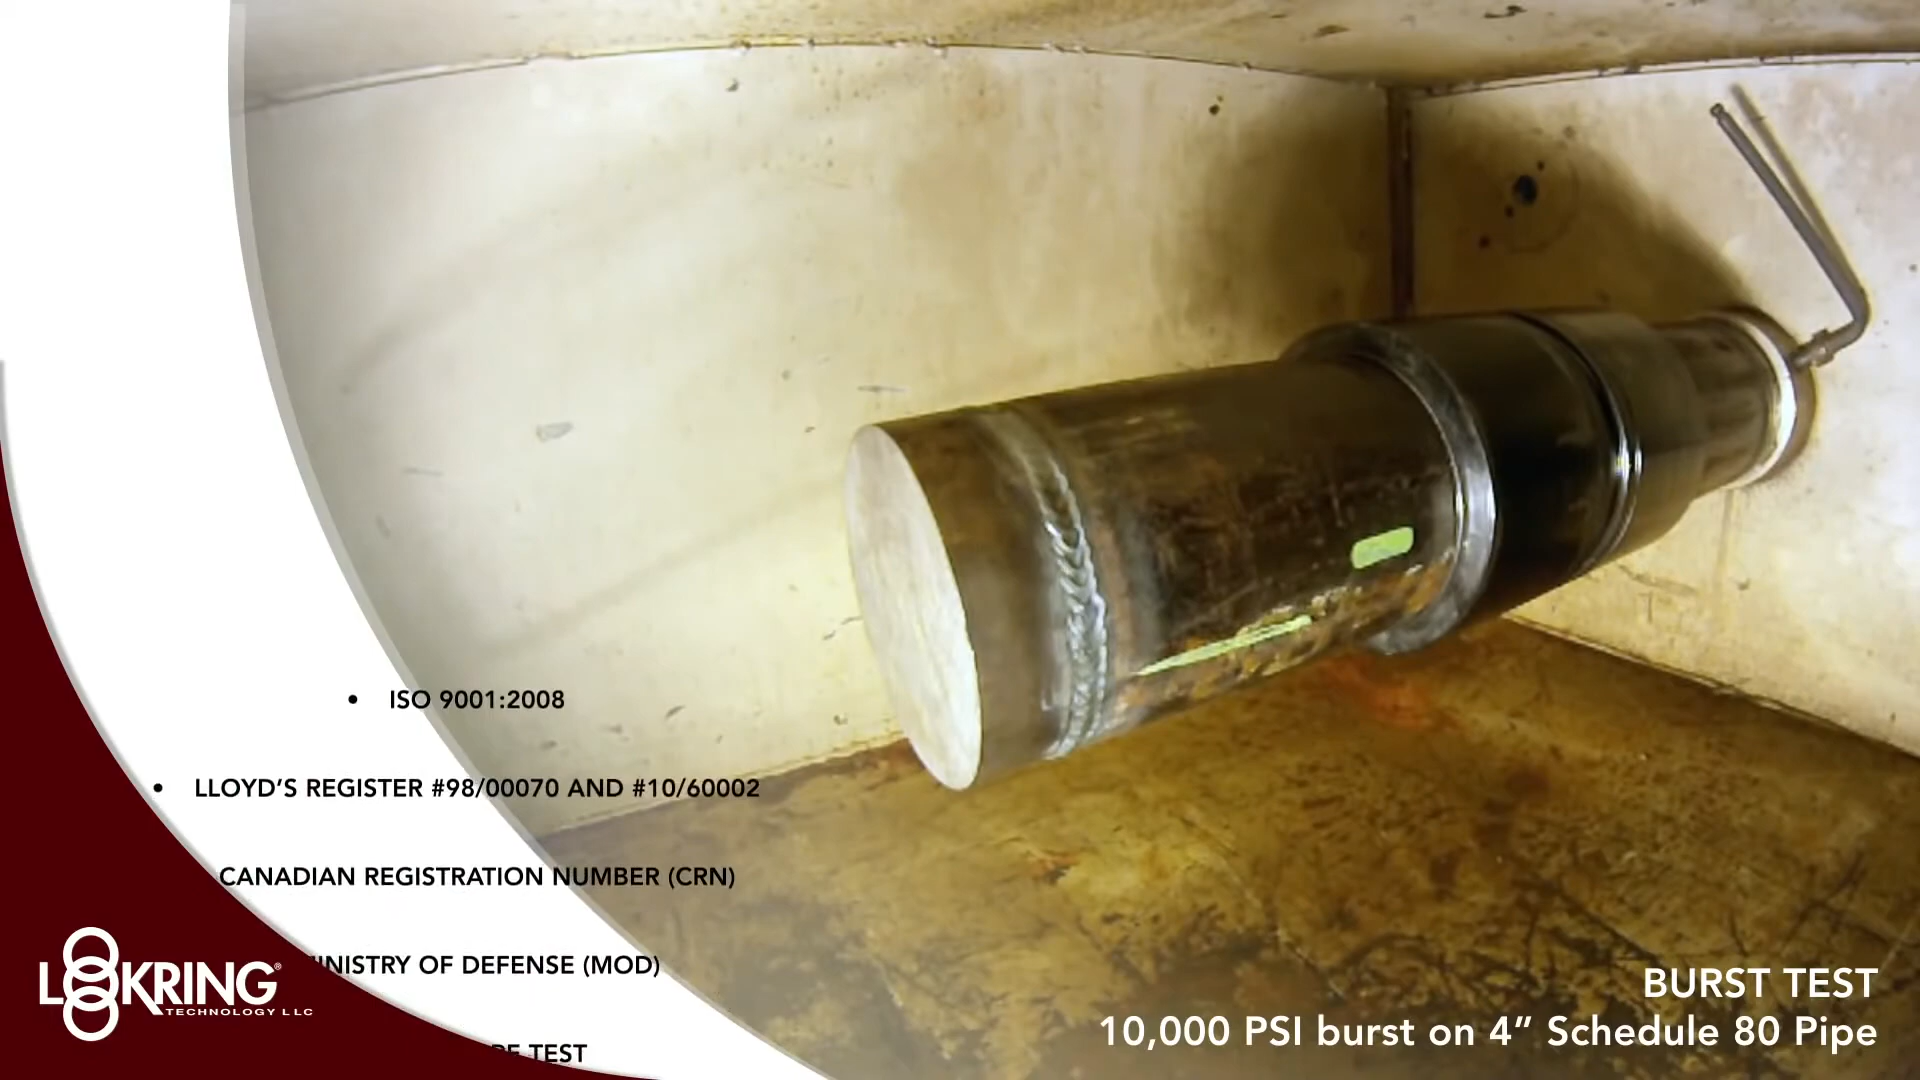 • ISO 9001:2008
• LLOYD’S REGISTER #98/00070 AND #10/60002
CANADIAN REGISTRATION NUMBER (CRN)
OF DEFENSE (MOD)
TEST
LOKRING®
TECHNOLOGY LLC
BURST TEST
10,000 PSI burst on 4” Schedule 80 Pipe